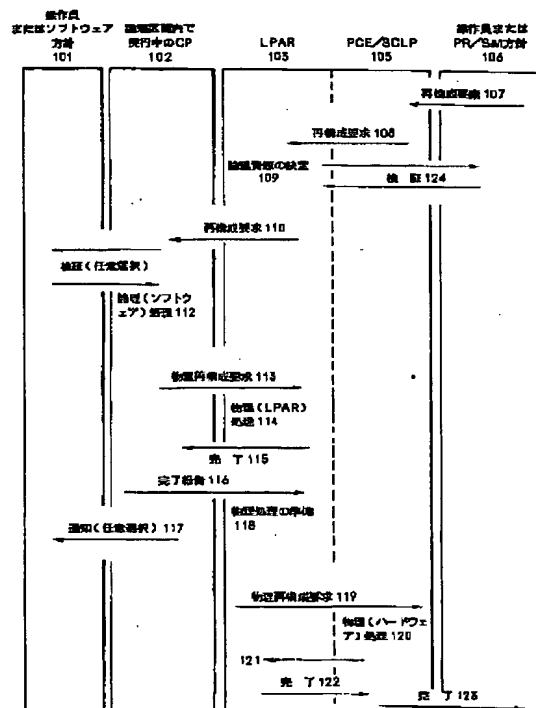 操作員
またはソフトウェア
方針
101
論理区画内で
実行中のCP
102
LPAR
103
PCE/SCLP
105
操作員または
PR/SM方針
106
再構成要求 107
再構成要求 108
論理資源の決定
109
検 証 124
再構成要求 110
検証(任意選択)
論理(ソフトウ
ェア)処理 112
物理再構成要求 113
物理(LPAR)
処理 114
完 了 115
完了報告 116
物理処理の準備
118
通知(任意選択) 117
物理再構成要求 119
物理(ハードウェ
ア)処理 120
121
完 了 122
完 了 123